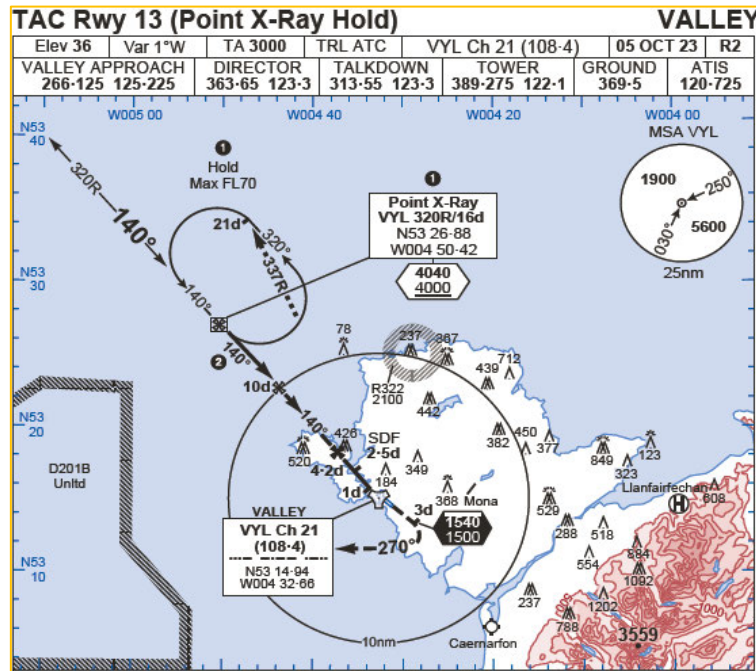 TAC Rwy 13 (Point X-Ray Hold) VALLEY
Elev 36 Var 1°W TA 3000 TRL ATC VYL Ch 21 (108·4) 05 OCT 23 R2
VALLEY APPROACH DIRECTOR TALKDOWN TOWER GROUND ATIS
266·125 125·225 363·65 123·3 313·55 123·3 389·275 122·1 369·5 120·725
W005 00 W004 40 W004 20 W004 00
N53
40
320R
140°
1
Hold
Max FL70
21d
320°
337R
140°
1
Point X-Ray
VYL 320R/16d
N53 26·88
W004 50·42
4040
4000
MSA VYL
1900
250°
030°
5600
25nm
N53
30
2
140°
10d
140°
78
237
367
R322
2100
442
439
712
N53
20
520
426
SDF
2·5d
4·2d
184
349
1d
382
450
377
849
323
123
368
Mona
529
Llanfairfechan
H
608
VALLEY
VYL Ch 21
(108·4)
N53 14·94
W004 32·66
3d
1540
1500
270°
288
518
554
884
1092
D201B
Unltd
N53
10
237
788
1202
1000
3559
10nm
Caernarfon